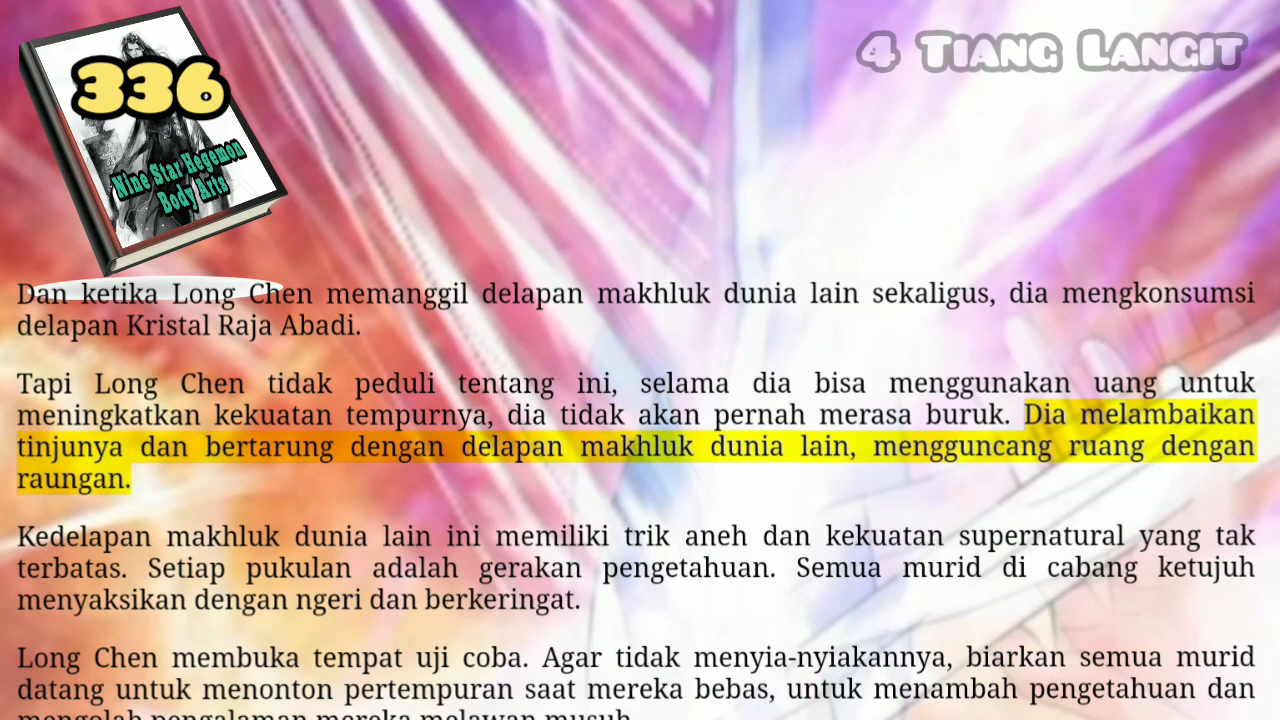 336
Nine Star Hegemon
Body Arts
4 Tiang Langit
Dan ketika Long Chen memanggil delapan makhluk dunia lain sekaligus, dia mengkonsumsi
delapan Kristal Raja Abadi.
Tapi Long Chen tidak peduli tentang ini, selama dia bisa menggunakan uang untuk
meningkatkan kekuatan tempurnya, dia tidak akan pernah merasa buruk. Dia melambaikan
tinjunya dan bertarung dengan delapan makhluk dunia lain, mengguncang ruang dengan
raungan.
Kedelapan makhluk dunia lain ini memiliki trik aneh dan kekuatan supernatural yang tak
terbatas. Setiap pukulan adalah gerakan pengetahuan. Semua murid di cabang ketujuh
menyaksikan dengan ngeri dan berkeringat.
Long Chen membuka tempat uji coba. Agar tidak menyia-nyiakannya, biarkan semua murid
datang untuk menonton pertempuran saat mereka bebas, untuk menambah pengetahuan dan
mengolah pengalaman mereka melawan musuh.